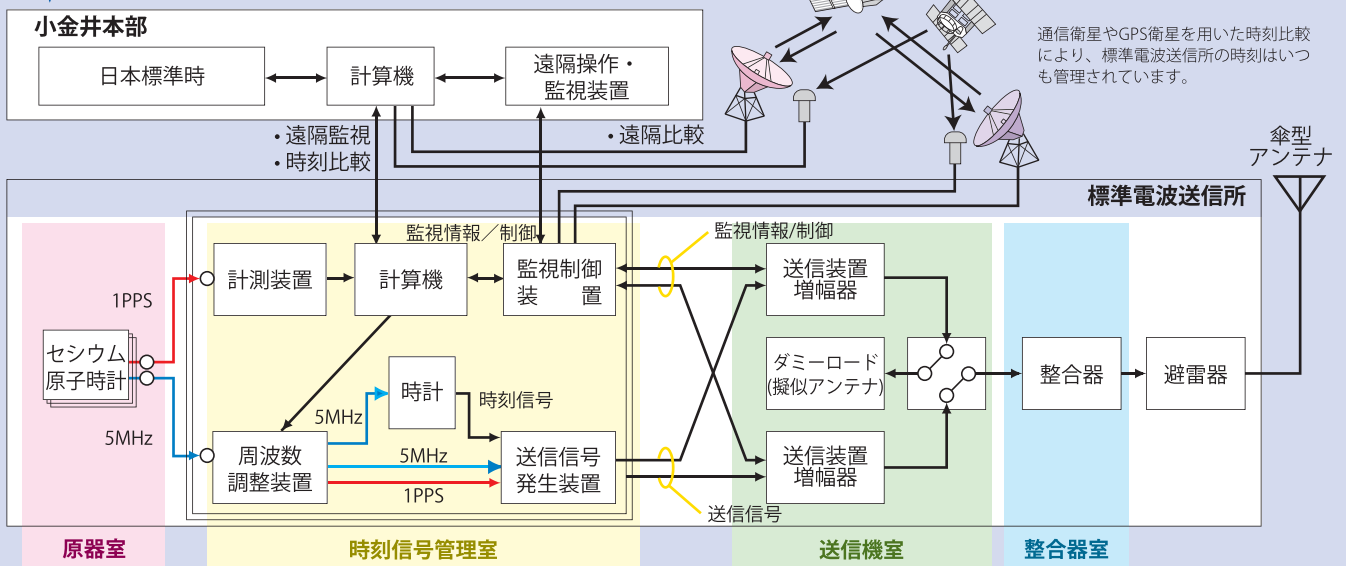 小金井本部
日本標準時
計算機
遠隔操作・
監視装置
通信衛星やGPS衛星を用いた時刻比較
により、標準電波送信所の時刻はいつ
も管理されています。
・遠隔監視
・時刻比較
・遠隔比較
傘型
アンテナ
標準電波送信所
監視情報／制御
監視情報/制御
計測装置
計算機
監視制御
装　置
送信装置
増幅器
1PPS
セシウム
原子時計
5MHz
時計
時刻信号
5MHz
ダミーロード
(擬似アンテナ)
整合器
避雷器
周波数
調整装置
5MHz
1PPS
送信信号
発生装置
送信装置
増幅器
送信信号
原器室
時刻信号管理室
送信機室
整合器室